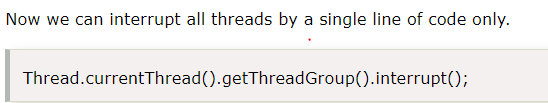 Now we can interrupt all threads by a single line of code only.
Thread.currentThread().getThreadGroup().interrupt();